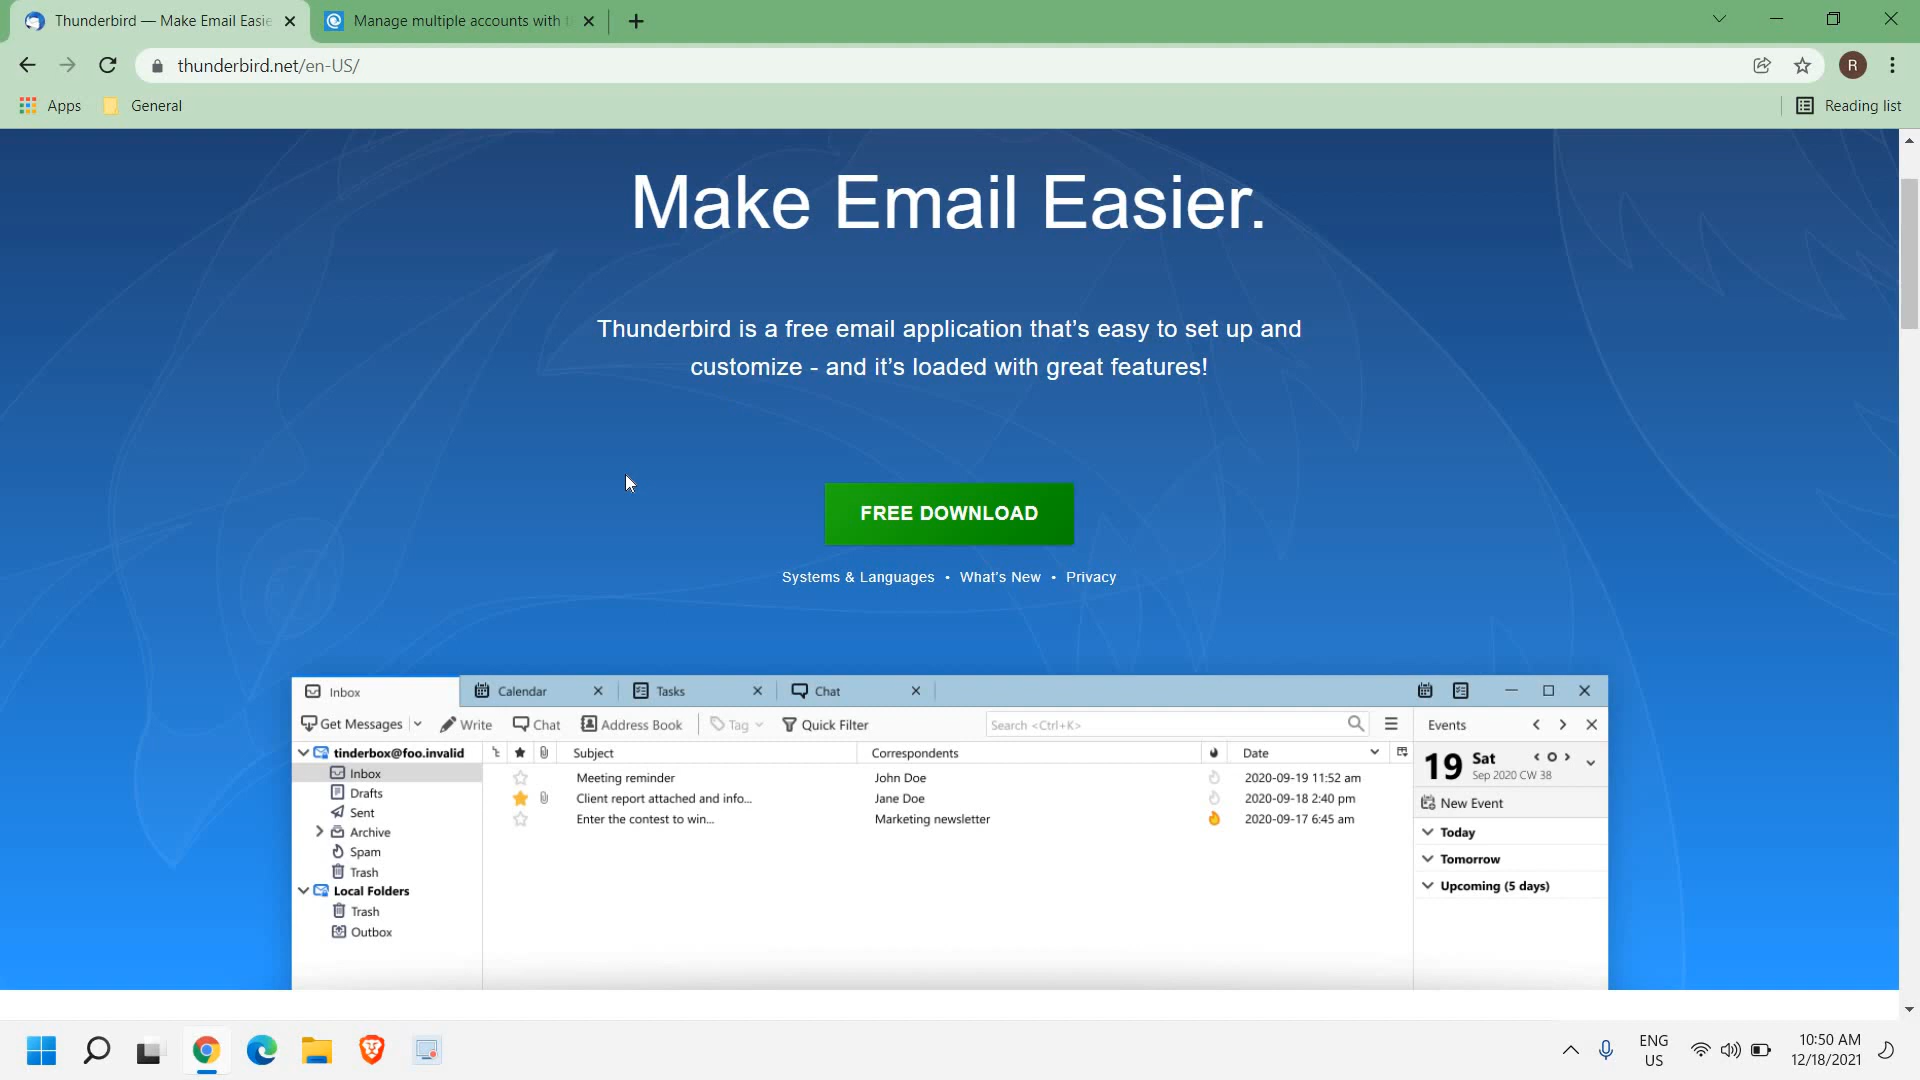 Thunderbird — Make Email Easie
Manage multiple accounts with
thunderbird.net/en-US/
R
Apps
General
Reading list
Make Email Easier.
Thunderbird is a free email application that’s easy to set up and
customize - and it’s loaded with great features!
FREE DOWNLOAD
Systems & Languages • What’s New • Privacy
Inbox
Calendar
Tasks
Chat
Get Messages
Write
Chat
Address Book
Tag
Quick Filter
Search <Ctrl+K>
Events
tinderbox@foo.invalid
Subject
Correspondents
Date
19
Sat
Sep 2020 CW 38
Inbox
Meeting reminder
John Doe
2020-09-19 11:52 am
Drafts
Client report attached and info...
Jane Doe
2020-09-18 2:40 pm
New Event
Sent
Enter the contest to win...
Marketing newsletter
2020-09-17 6:45 am
Archive
Today
Spam
Tomorrow
Trash
Upcoming (5 days)
Local Folders
Trash
Outbox
ENG
US
10:50 AM
12/18/2021